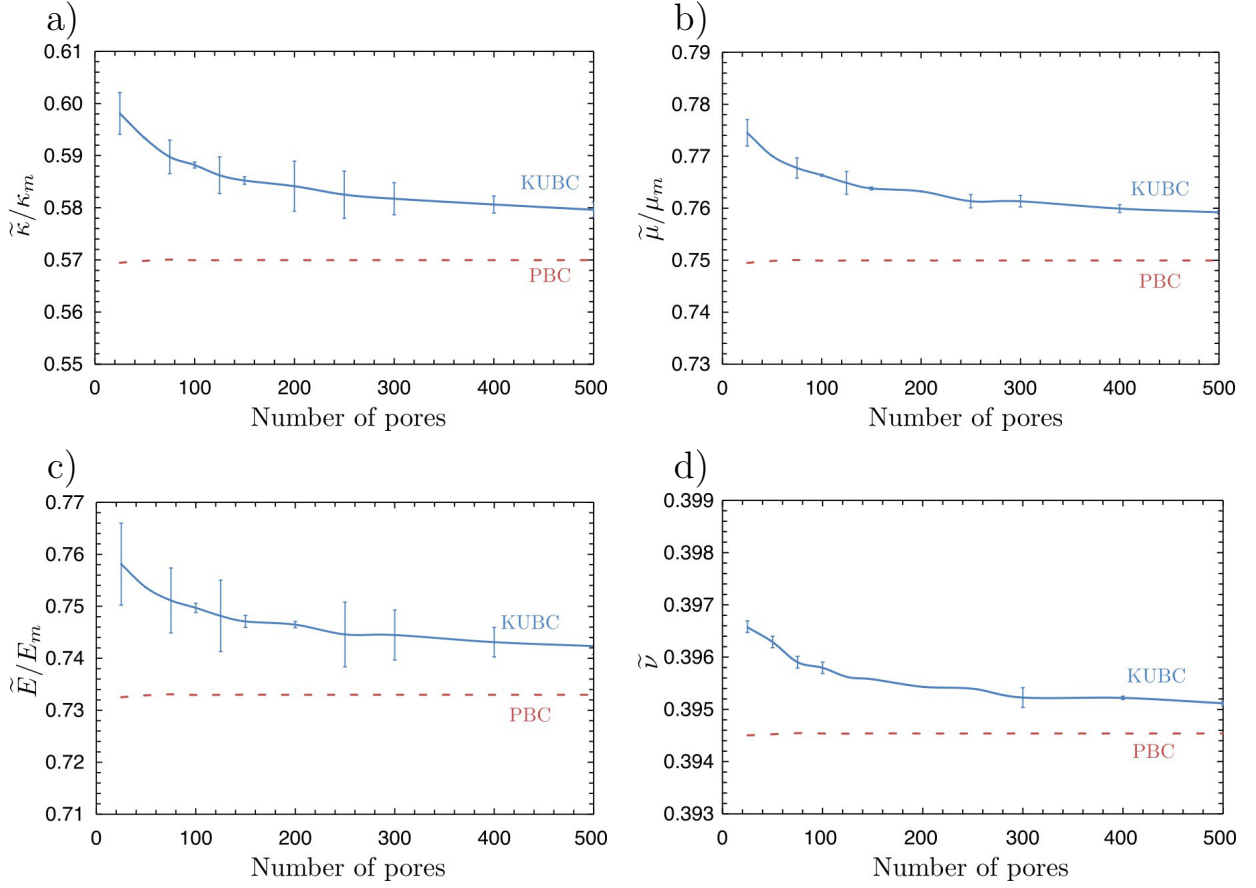 a)
0.61
0.60
0.59
0.58
0.57
0.56
0.55
κ̃/κm
KUBC
PBC
0 100 200 300 400 500
Number of pores
b)
0.79
0.78
0.77
0.76
0.75
0.74
0.73
μ̃/μm
KUBC
PBC
0 100 200 300 400 500
Number of pores
c)
0.77
0.76
0.75
0.74
0.73
0.72
0.71
Ẽ/Em
KUBC
PBC
0 100 200 300 400 500
Number of pores
d)
0.399
0.398
0.397
0.396
0.395
0.394
0.393
ν̃
KUBC
PBC
0 100 200 300 400 500
Number of pores